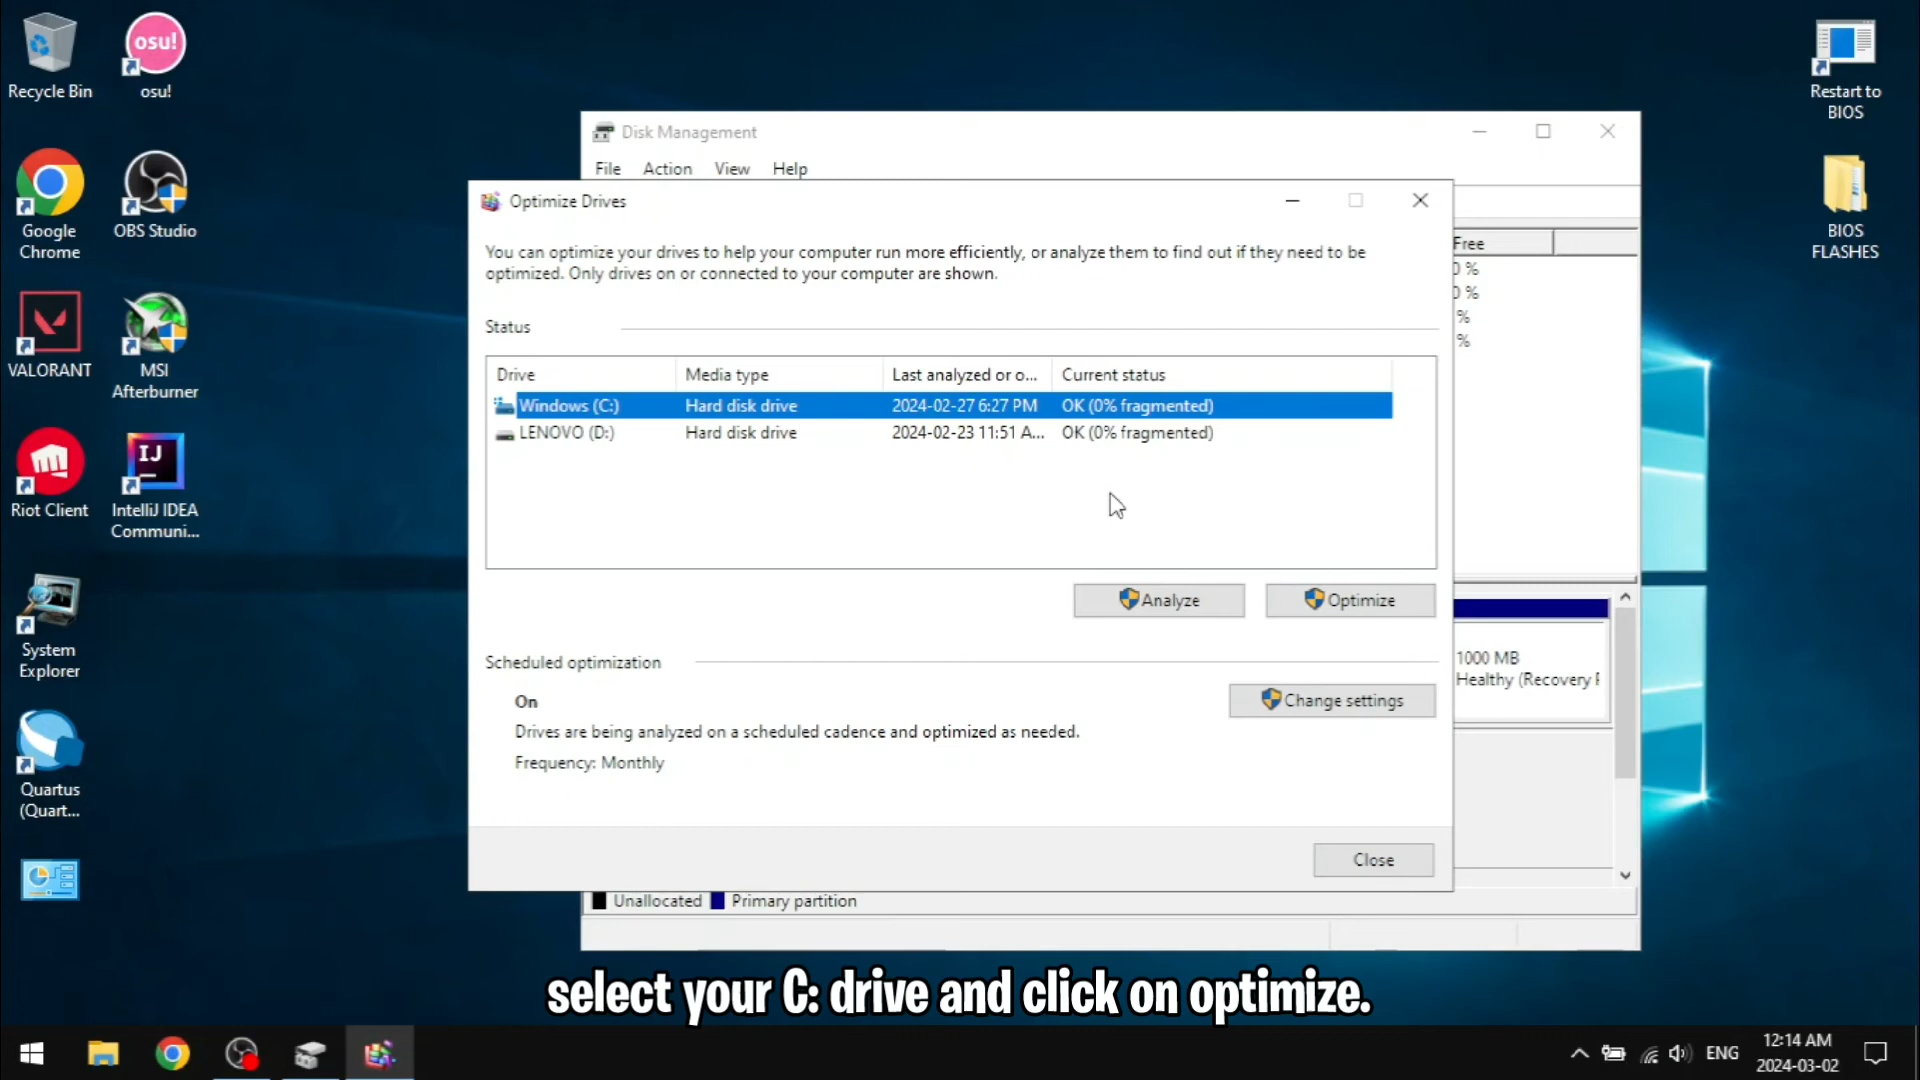 Recycle Bin
osu!
osu!
Google
Chrome
OBS Studio
VALORANT
MSI
Afterburner
Riot Client
IJ
IntelliJ IDEA
Communi...
System
Explorer
Quartus
(Quart...
Restart to
BIOS
BIOS
FLASHES
Disk Management
File Action View Help
Optimize Drives
You can optimize your drives to help your computer run more efficiently, or analyze them to find out if they need to be
optimized. Only drives on or connected to your computer are shown.
Status
Drive Media type Last analyzed or o... Current status
Windows (C:) Hard disk drive 2024-02-27 6:27 PM OK (0% fragmented)
LENOVO (D:) Hard disk drive 2024-02-23 11:51 A... OK (0% fragmented)
Analyze Optimize
Scheduled optimization
On
Change settings
Drives are being analyzed on a scheduled cadence and optimized as needed.
Frequency: Monthly
Close
Free
0 %
0 %
%
%
1000 MB
Healthy (Recovery
Unallocated Primary partition
select your C: drive and click on optimize.
ENG
12:14 AM
2024-03-02